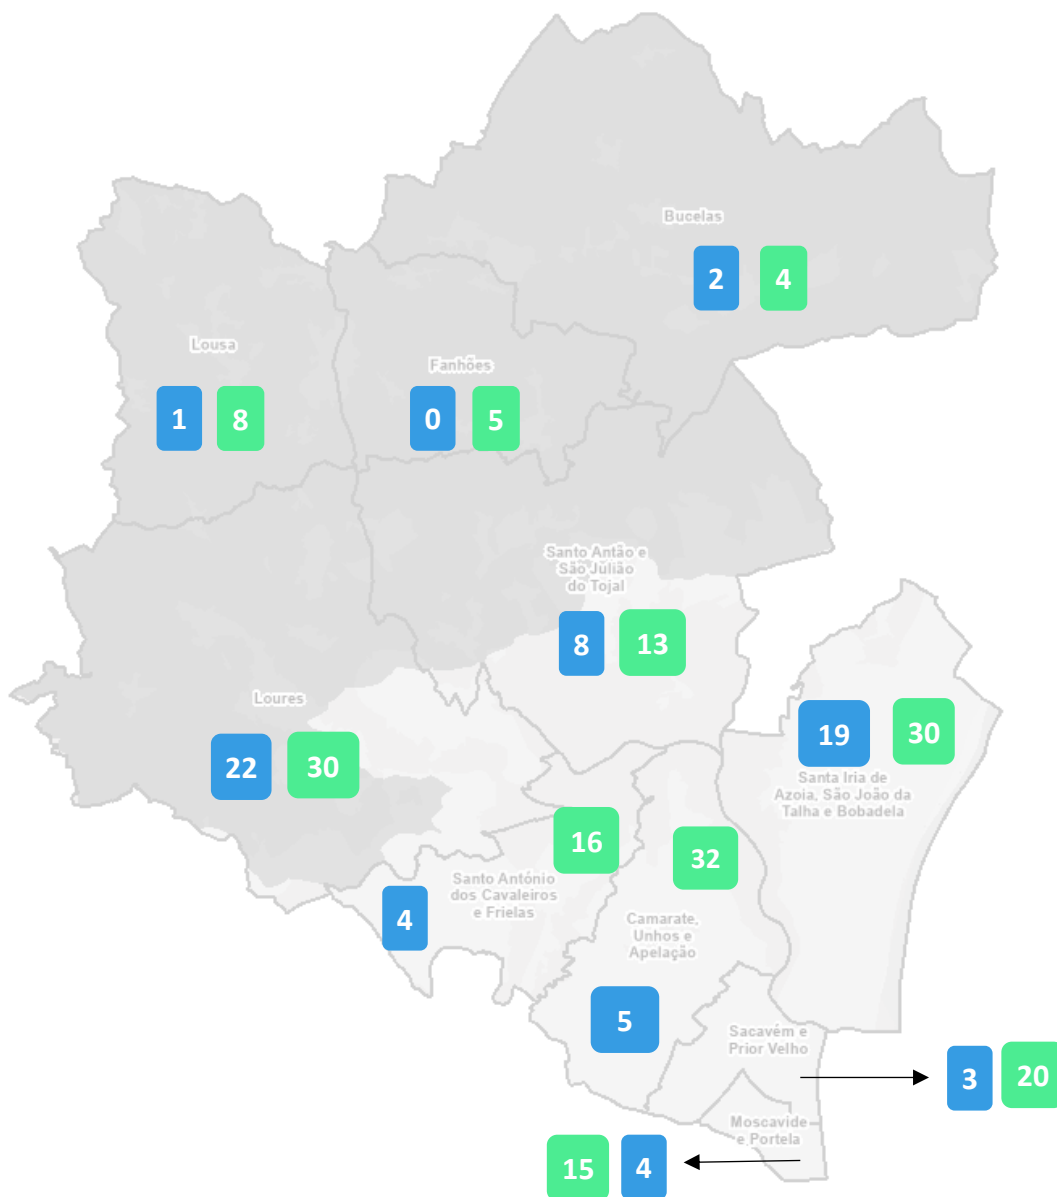 Bucelas
2 4
Lousa
1 8
Fanhões
0 5
Santo Antão e
São Julião
do Tojal
8 13
Loures
22 30
19 30
Santa Iria de
Azoia, São João da
Talha e Bobadela
16
32
Santo António
dos Cavaleiros
e Frielas
4
Camarate,
Unhos e
Apelação
5
Sacavém e
Prior Velho
3 20
Moscavide
e Portela
15 4